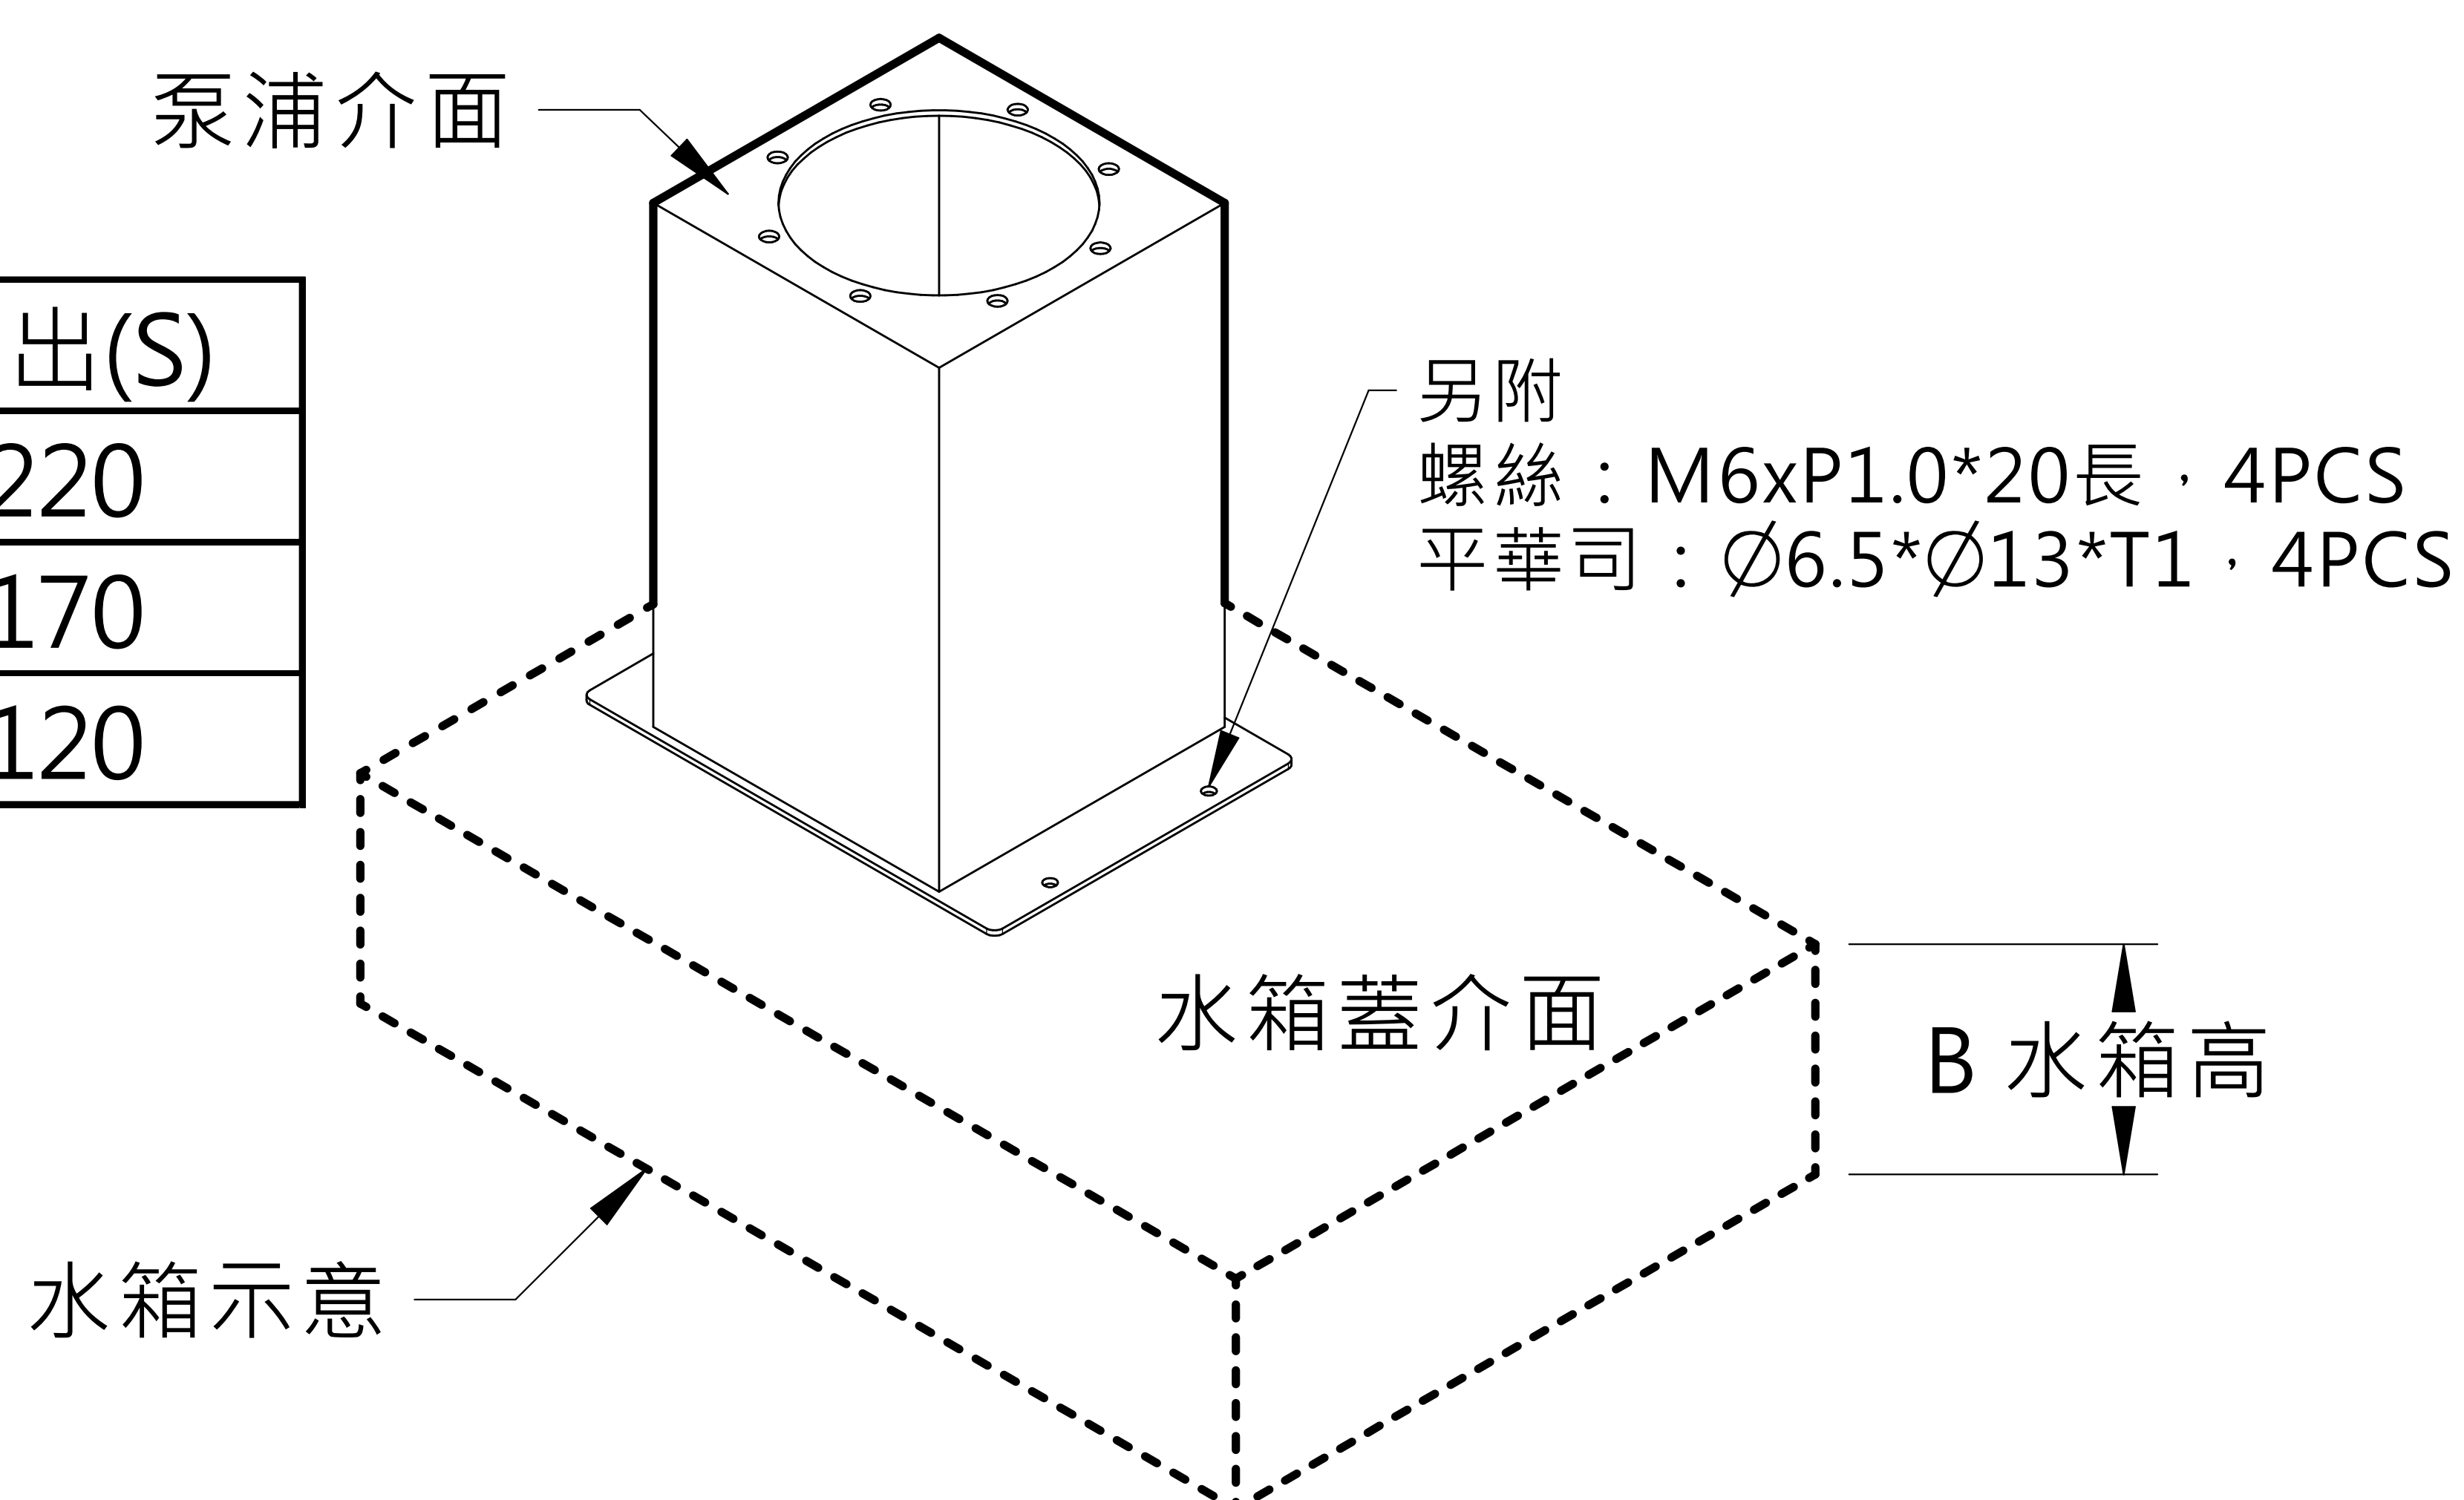 泵浦介面
出(S)
220
170
120
另附
螺絲：M6xP1.0*20長，4PCS
平華司：∅6.5*∅13*T1，4PCS
水箱蓋介面
B 水箱高
水箱示意